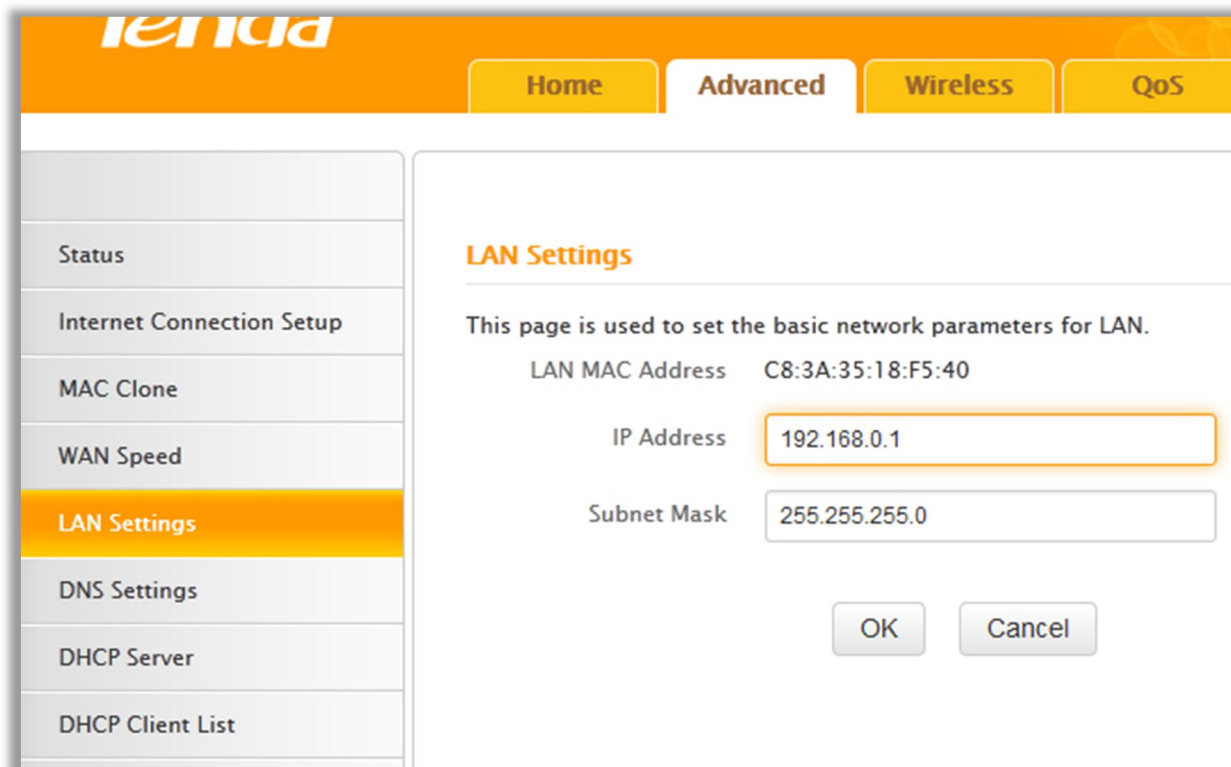 Tenda
Home Advanced Wireless QoS
Status
Internet Connection Setup
MAC Clone
WAN Speed
LAN Settings
DNS Settings
DHCP Server
DHCP Client List
LAN Settings
This page is used to set the basic network parameters for LAN.
LAN MAC Address C8:3A:35:18:F5:40
IP Address 192.168.0.1
Subnet Mask 255.255.255.0
OK Cancel